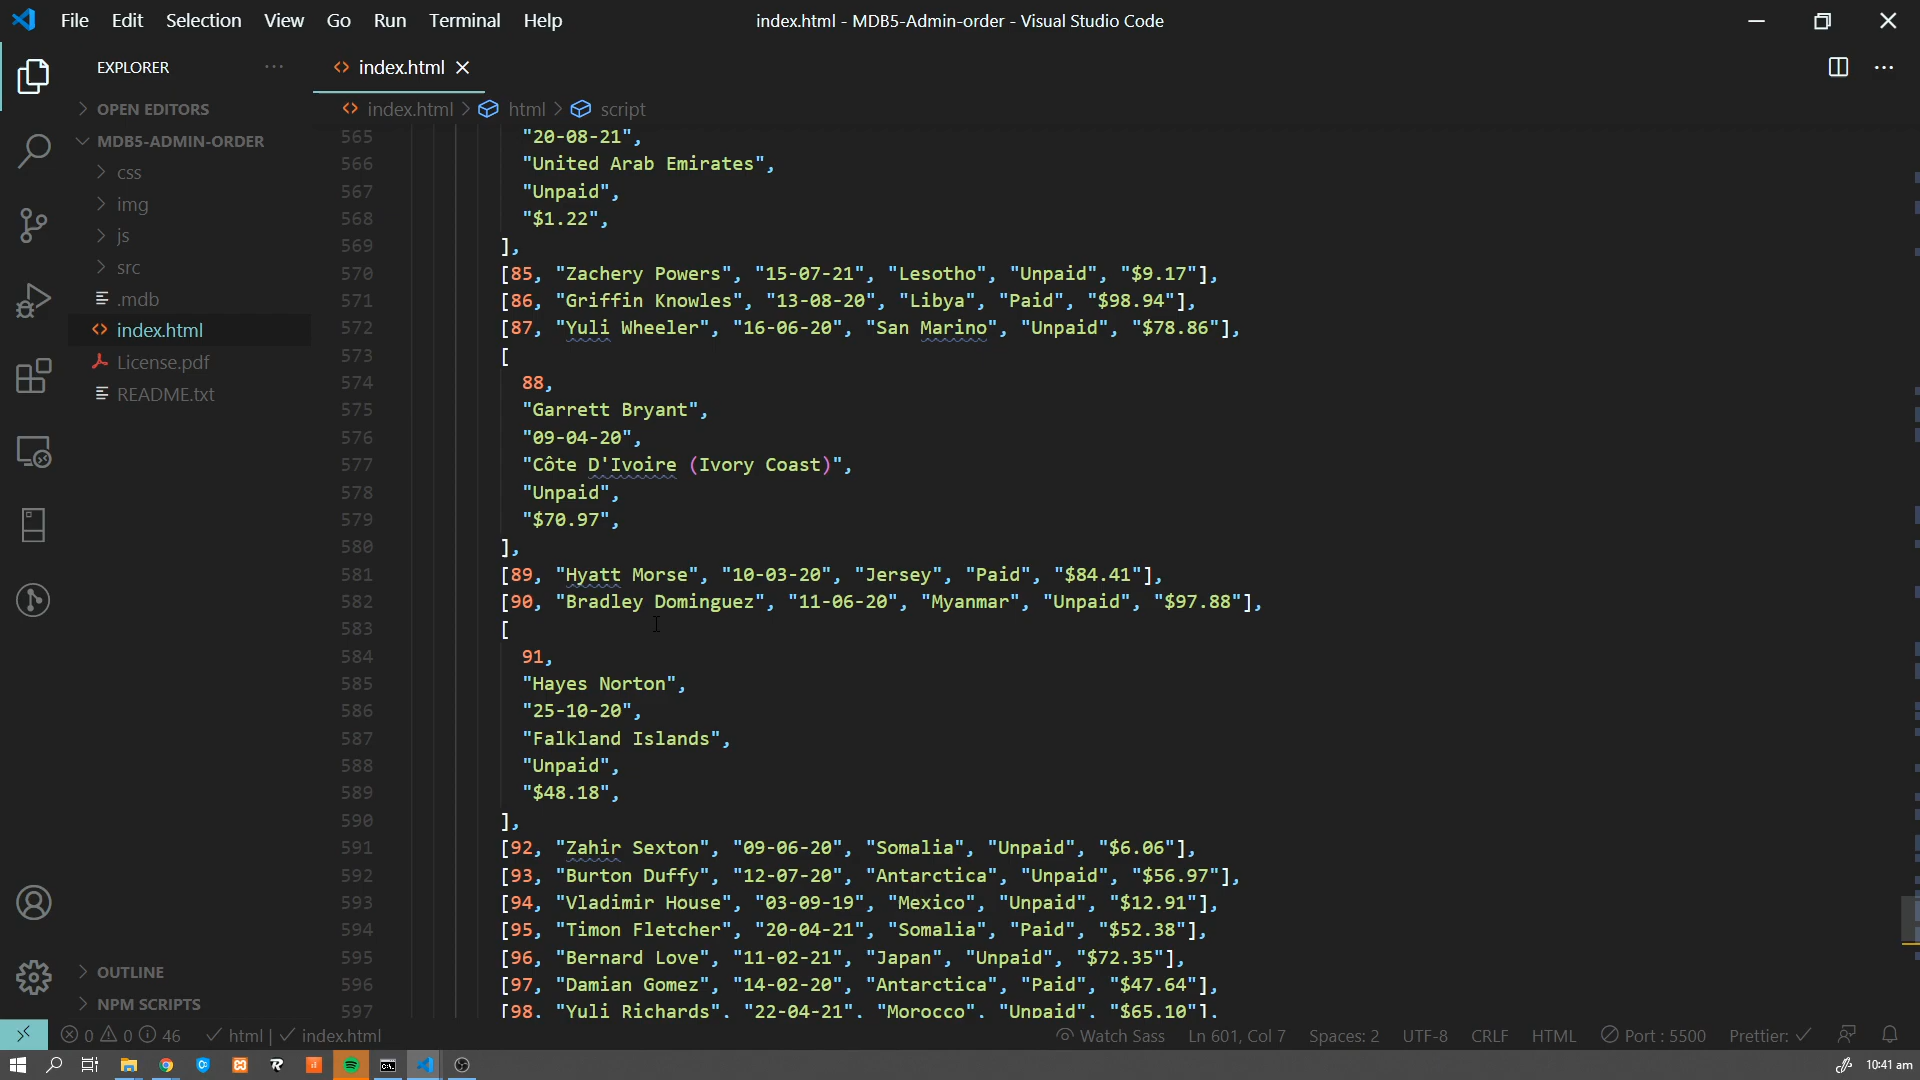 File Edit Selection View Go Run Terminal Help
index.html - MDB5-Admin-order - Visual Studio Code
EXPLORER
OPEN EDITORS
MDB5-ADMIN-ORDER
css
img
js
src
.mdb
index.html
License.pdf
README.txt
OUTLINE
NPM SCRIPTS
index.html
index.html > html > script
565 "20-08-21",
566 "United Arab Emirates",
567 "Unpaid",
568 "$1.22",
569 ],
570 [85, "Zachery Powers", "15-07-21", "Lesotho", "Unpaid", "$9.17"],
571 [86, "Griffin Knowles", "13-08-20", "Libya", "Paid", "$98.94"],
572 [87, "Yuli Wheeler", "16-06-20", "San Marino", "Unpaid", "$78.86"],
573 [
574 88,
575 "Garrett Bryant",
576 "09-04-20",
577 "Côte D'Ivoire (Ivory Coast)",
578 "Unpaid",
579 "$70.97",
580 ],
581 [89, "Hyatt Morse", "10-03-20", "Jersey", "Paid", "$84.41"],
582 [90, "Bradley Dominguez", "11-06-20", "Myanmar", "Unpaid", "$97.88"],
583 [
584 91,
585 "Hayes Norton",
586 "25-10-20",
587 "Falkland Islands",
588 "Unpaid",
589 "$48.18",
590 ],
591 [92, "Zahir Sexton", "09-06-20", "Somalia", "Unpaid", "$6.06"],
592 [93, "Burton Duffy", "12-07-20", "Antarctica", "Unpaid", "$56.97"],
593 [94, "Vladimir House", "03-09-19", "Mexico", "Unpaid", "$12.91"],
594 [95, "Timon Fletcher", "20-04-21", "Somalia", "Paid", "$52.38"],
595 [96, "Bernard Love", "11-02-21", "Japan", "Unpaid", "$72.35"],
596 [97, "Damian Gomez", "14-02-20", "Antarctica", "Paid", "$47.64"],
597 [98, "Yuli Richards", "22-04-21", "Morocco", "Unpaid", "$65.10"],
0 0 46 html | index.html Watch Sass Ln 601, Col 7 Spaces: 2 UTF-8 CRLF HTML Port : 5500 Prettier:
10:41 am